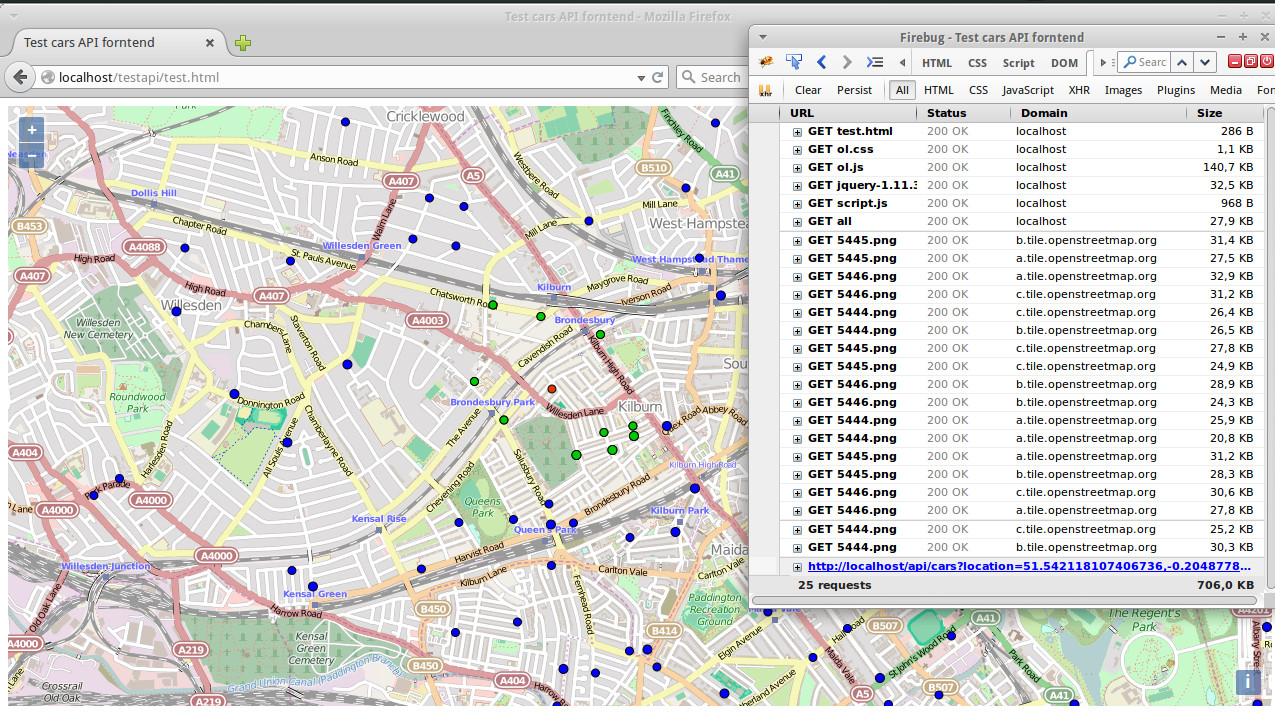 Test cars API forntend - Mozilla Firefox
Test cars API forntend
localhost/testapi/test.html
Search
Firebug - Test cars API forntend
HTML CSS Script DOM
Searc
Clear Persist All HTML CSS JavaScript XHR Images Plugins Media Fon
URL Status Domain Size
GET test.html 200 OK localhost 286 B
GET ol.css 200 OK localhost 1,1 KB
GET ol.js 200 OK localhost 140,7 KB
GET jquery-1.11.3 200 OK localhost 32,5 KB
GET script.js 200 OK localhost 968 B
GET all 200 OK localhost 27,9 KB
GET 5445.png 200 OK b.tile.openstreetmap.org 31,4 KB
GET 5445.png 200 OK a.tile.openstreetmap.org 27,5 KB
GET 5446.png 200 OK a.tile.openstreetmap.org 32,9 KB
GET 5446.png 200 OK c.tile.openstreetmap.org 31,2 KB
GET 5444.png 200 OK c.tile.openstreetmap.org 26,4 KB
GET 5444.png 200 OK b.tile.openstreetmap.org 26,5 KB
GET 5445.png 200 OK c.tile.openstreetmap.org 27,8 KB
GET 5445.png 200 OK c.tile.openstreetmap.org 24,9 KB
GET 5446.png 200 OK b.tile.openstreetmap.org 28,9 KB
GET 5446.png 200 OK b.tile.openstreetmap.org 24,3 KB
GET 5444.png 200 OK a.tile.openstreetmap.org 25,9 KB
GET 5444.png 200 OK a.tile.openstreetmap.org 20,8 KB
GET 5445.png 200 OK a.tile.openstreetmap.org 31,2 KB
GET 5445.png 200 OK b.tile.openstreetmap.org 28,3 KB
GET 5446.png 200 OK c.tile.openstreetmap.org 30,6 KB
GET 5446.png 200 OK a.tile.openstreetmap.org 27,8 KB
GET 5444.png 200 OK c.tile.openstreetmap.org 25,2 KB
GET 5444.png 200 OK b.tile.openstreetmap.org 30,3 KB
http://localhost/api/cars?location=51.542118107406736,-0.2048778...
25 requests 706,0 KB
+
−
Park
Cricklewood
Finchley Road
Anson Road
Westbere Road
B510
A41
A407
A5
Dollis Hill
Walm Lane
Mill Lane
Chapter Road
Mill Lane
West Hampste
B453
A4088
Willesden Green
High Road
St. Pauls Avenue
West Hampstead Thame
A407
Maygrove Road
Kilburn
Iverson Road
High Road
A407
Chatsworth Roa
Willesden
A4003
Brondesbury
Willesden
New Cemetery
Chambers Lane
Staverton Road
Cavendish Road
Kilburn High Road
Sou
Roundwood
Park
Donnington Road
Brondesbury Park
Willesden Lane
Kilburn
Abbey Road
The Avenue
Chamberlayne Road
A404
Harlesden Road
All Souls Avenue
Salusbury Road
Kilburn High Road
Chevening Road
Park Parade
A4000
Queens
Park
Brondesbury Road
A4000
Kensal Rise
Kilburn Park
Queen's Park
Harvist Road
Maida
A4000
Willesden Junction
Kilburn Lane
Carlton Vale
Carlton Vale
Fernhead Road
Kensal Green
Old Oak Lane
Harrow Road
B450
Paddington
Recreation
Ground
A4000
A219
Kensal
Green
Cemetery
B414
Elgin Avenue
B450
Grand Union Canal (Paddington Branch)
Crossrail
Old Oak
A404
A219
Harrow
Hall Road
B507
A41
The Regent's
Park
A4201
Maida Vale
St John's Wood Road
Park Road
Albany Street
A5
B507
A41
i